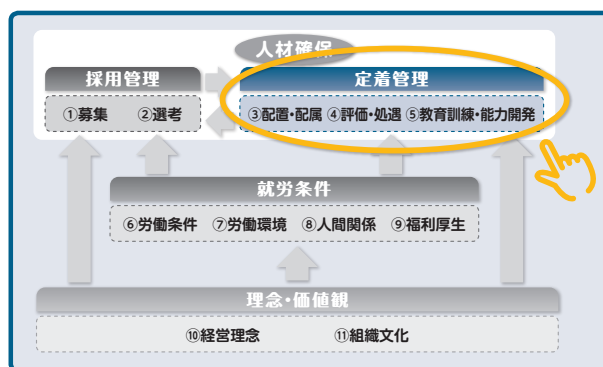 人材確保
採用管理
定着管理
①募集 ②選考
③配置・配属 ④評価・処遇 ⑤教育訓練・能力開発
就労条件
⑥労働条件 ⑦労働環境 ⑧人間関係 ⑨福利厚生
理念・価値観
⑩経営理念 ⑪組織文化